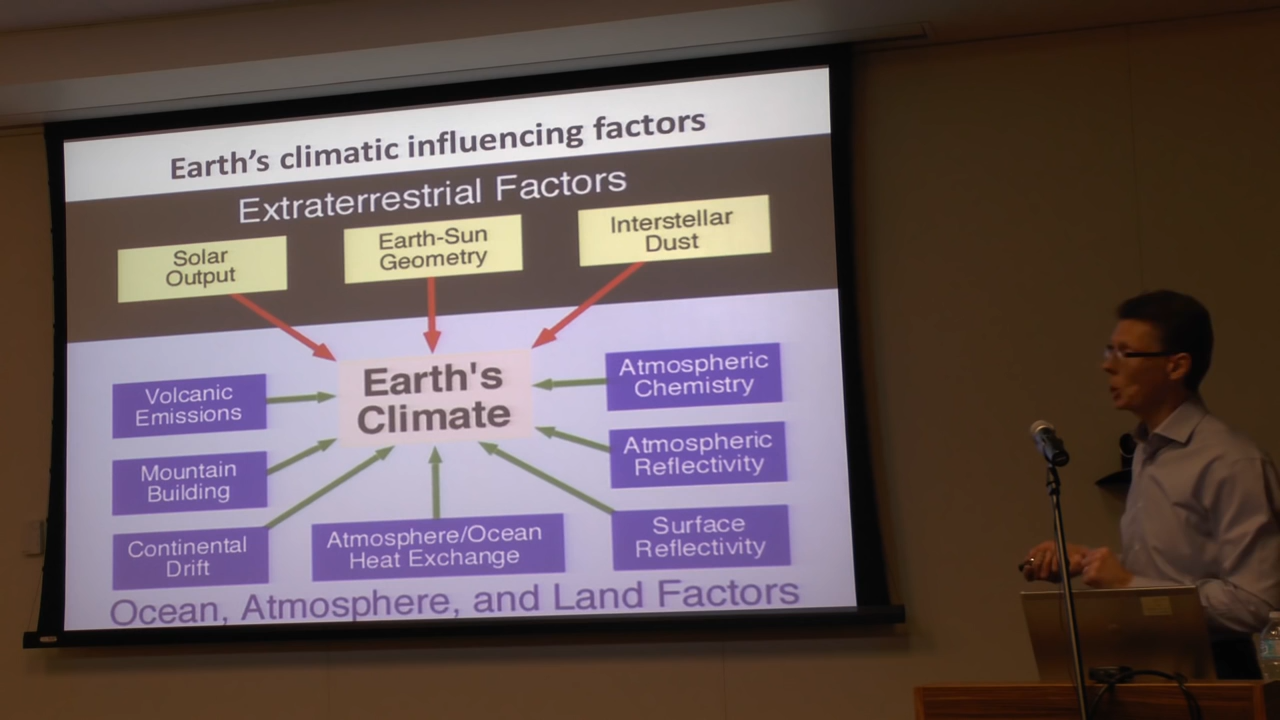 Earth's climatic influencing factors
Extraterrestrial Factors
Solar
Output
Earth-Sun
Geometry
Interstellar
Dust
Earth's
Climate
Volcanic
Emissions
Atmospheric
Chemistry
Mountain
Building
Atmospheric
Reflectivity
Continental
Drift
Atmosphere/Ocean
Heat Exchange
Surface
Reflectivity
Ocean, Atmosphere, and Land Factors